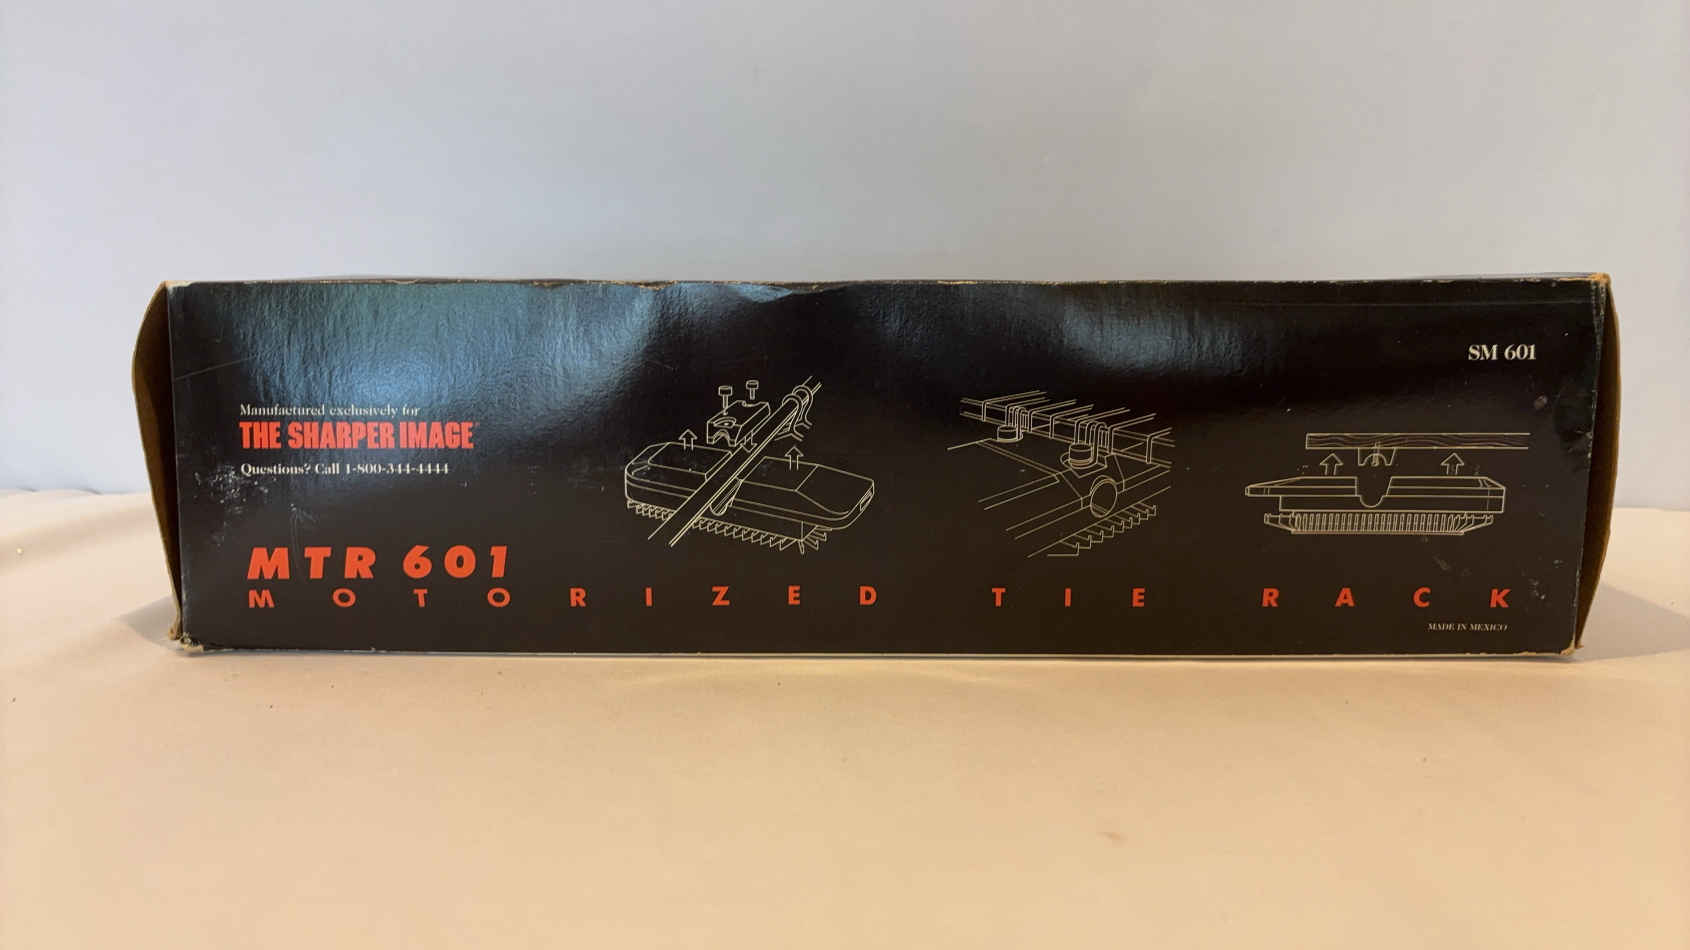 SM 601
Manufactured exclusively for
THE SHARPER IMAGE
Questions? Call 1-800-344-4444
MTR 601
MOTORIZED TIE RACK
MADE IN MEXICO